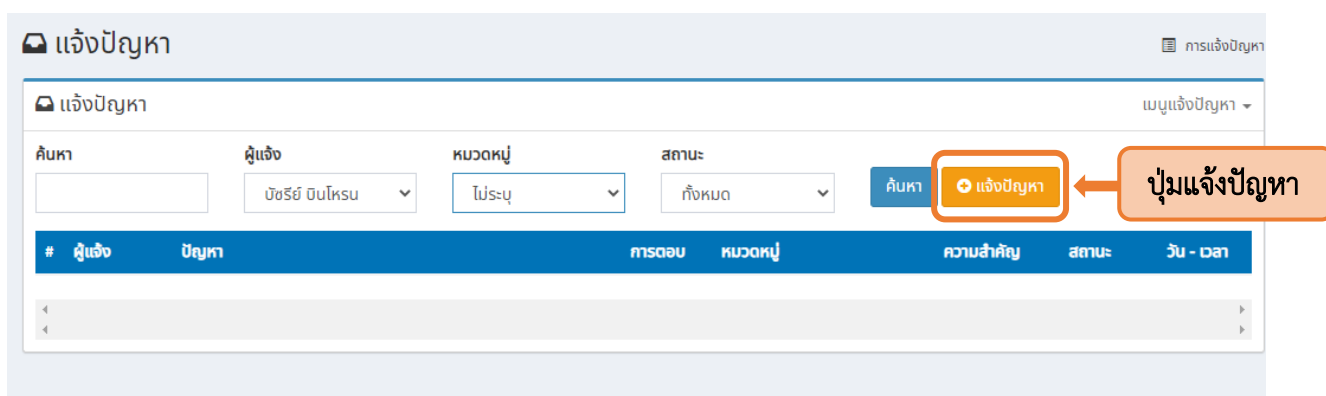 แจ้งปัญหา
การแจ้งปัญหา
แจ้งปัญหา
เมนูแจ้งปัญหา
ค้นหา ผู้แจ้ง หมวดหมู่ สถานะ
บัซรีย์ บินโหรน ไม่ระบุ ทั้งหมด ค้นหา แจ้งปัญหา
ปุ่มแจ้งปัญหา
# ผู้แจ้ง ปัญหา การตอบ หมวดหมู่ ความสำคัญ สถานะ วัน - เวลา